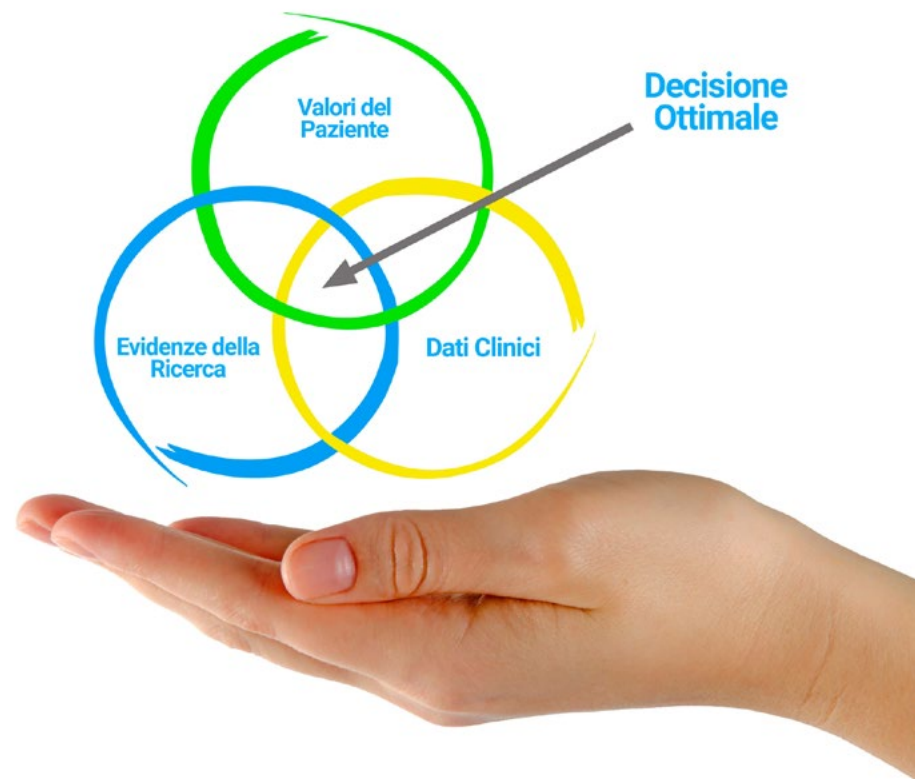 Valori del
Paziente
Decisione
Ottimale
Evidenze della
Ricerca
Dati Clinici